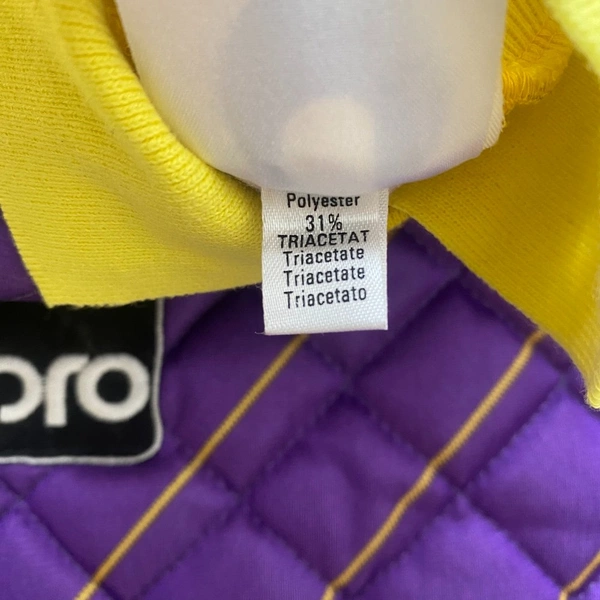 Polyester
31%
TRIACETAT
Triacetate
Triacetate
Triacetato
pro